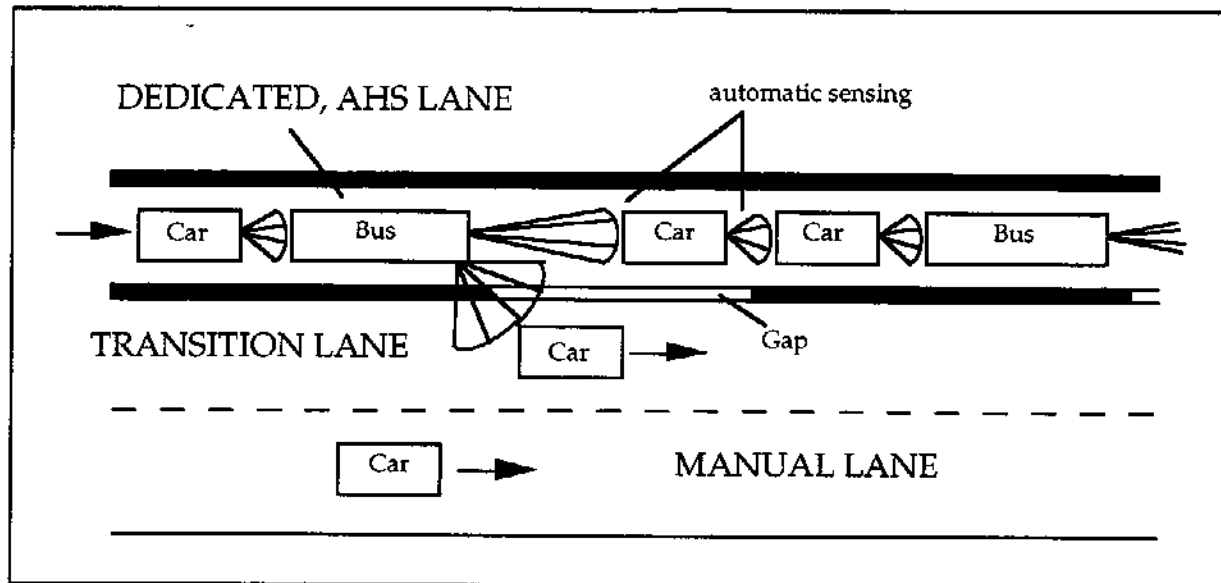 DEDICATED, AHS LANE
automatic sensing
Car
Bus
Car
Car
Bus
TRANSITION LANE
Car
Gap
Car
MANUAL LANE